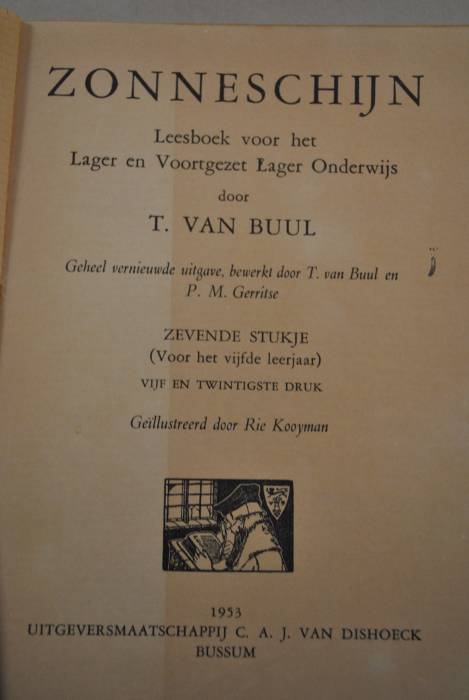 ZONNESCHIJN
Leesboek voor het
Lager en Voortgezet Lager Onderwijs
door
T. VAN BUUL
Geheel vernieuwde uitgave, bewerkt door T. van Buul en
P. M. Gerritse
ZEVENDE STUKJE
(Voor het vijfde leerjaar)
VIJF EN TWINTIGSTE DRUK
Geïllustreerd door Rie Kooyman
1953
UITGEVERSMAATSCHAPPIJ C. A. J. VAN DISHOECK
BUSSUM